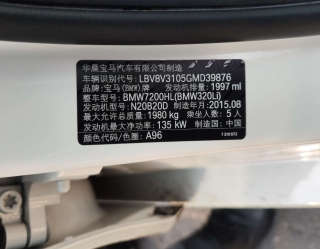 华晨宝马汽车有限公司制造
车辆识别代号: LBV8V3105GMD39876
品牌: 宝马(BMW)牌 发动机排量: 1997 ml
整车型号: BMW7200HL(BMW320Li)
发动机型号: N20B20D 制造年月: 2015.08
最大允许总质量: 1980 kg 乘坐人数: 5 人
发动机最大净功率: 135 kW 制造国: 中国
颜色代码/色圈: A96